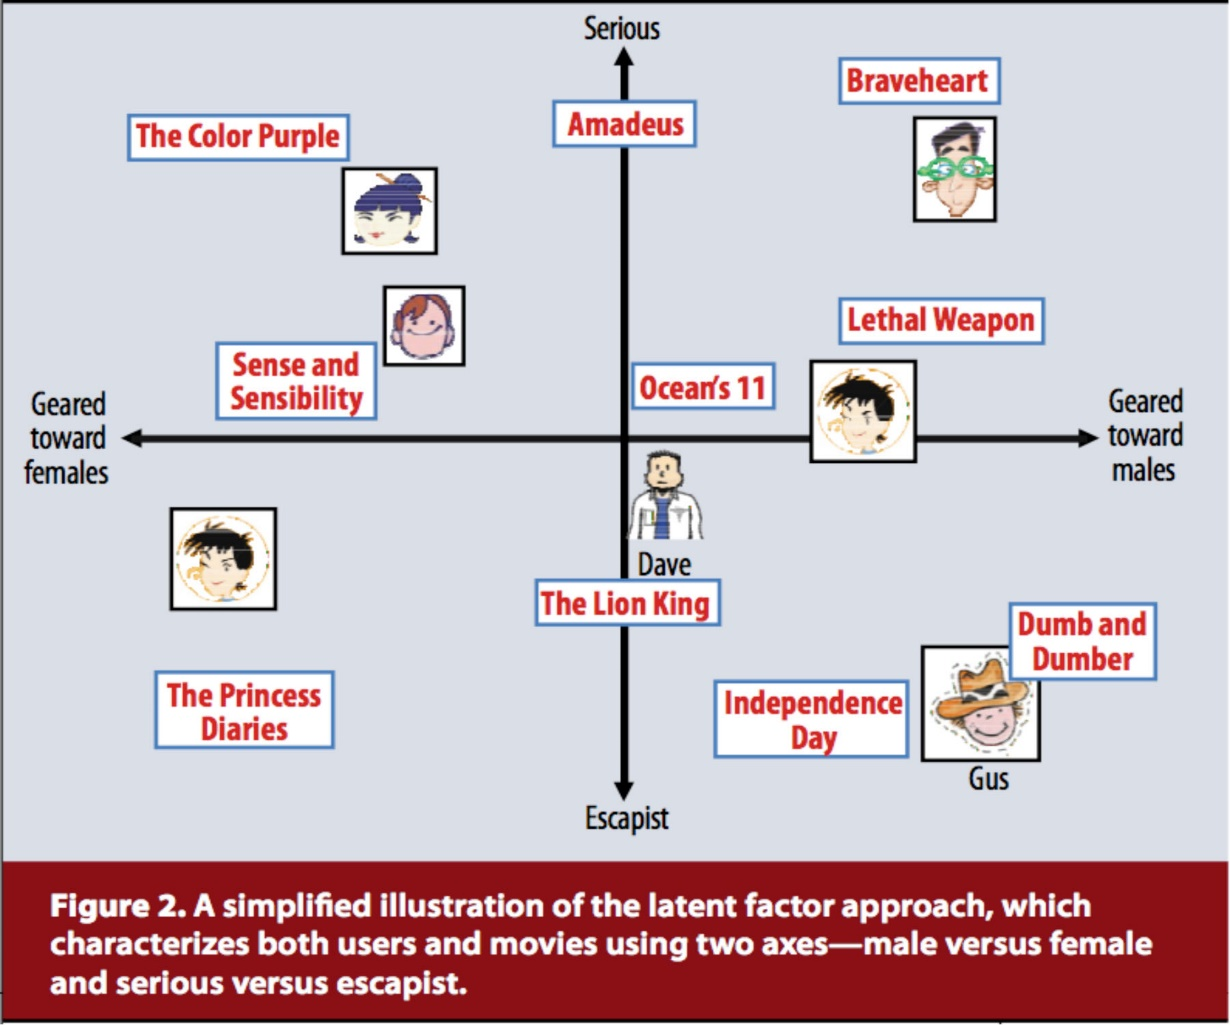 Serious
Braveheart
Amadeus
The Color Purple
Lethal Weapon
Sense and
Sensibility
Ocean's 11
Geared
toward
females
Geared
toward
males
Dave
The Lion King
Dumb and
Dumber
The Princess
Diaries
Independence
Day
Gus
Escapist
Figure 2. A simplified illustration of the latent factor approach, which
characterizes both users and movies using two axes—male versus female
and serious versus escapist.